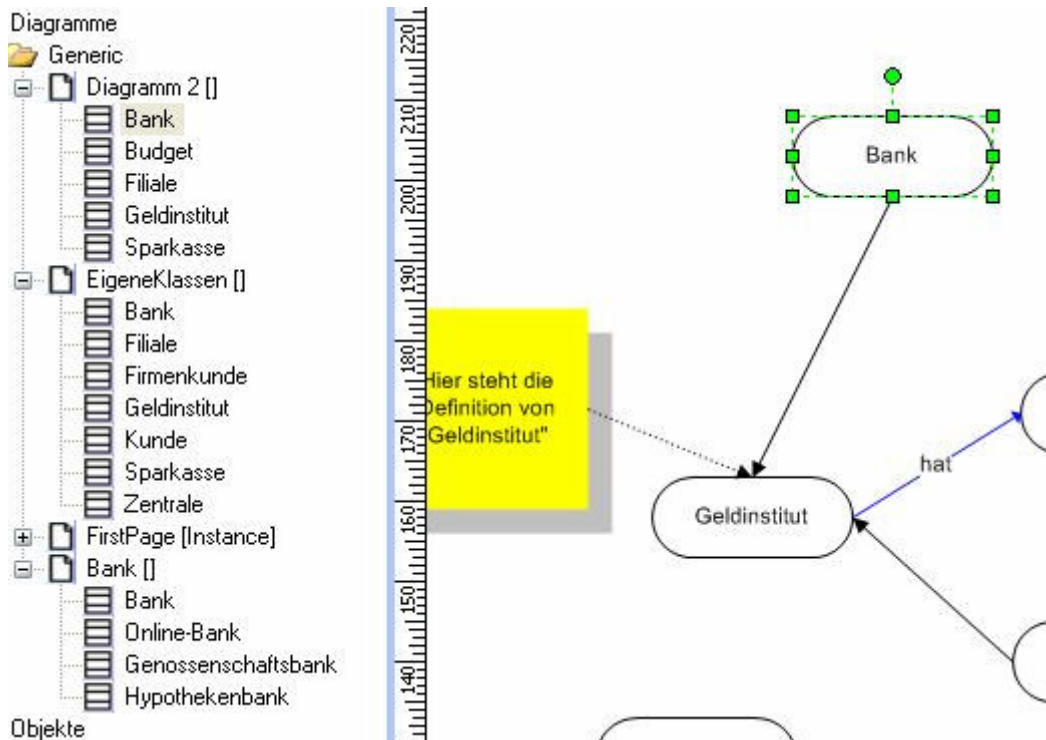 Diagramme
Generic
Diagramm 2 []
Bank
Budget
Filiale
Geldinstitut
Sparkasse
EigeneKlassen []
Bank
Filiale
Firmenkunde
Geldinstitut
Kunde
Sparkasse
Zentrale
FirstPage [Instance]
Bank []
Bank
Online-Bank
Genossenschaftsbank
Hypothekenbank
Objekte
220
210
200
190
180
170
160
150
140
Bank
Hier steht die
Definition von
Geldinstitut"
hat
Geldinstitut